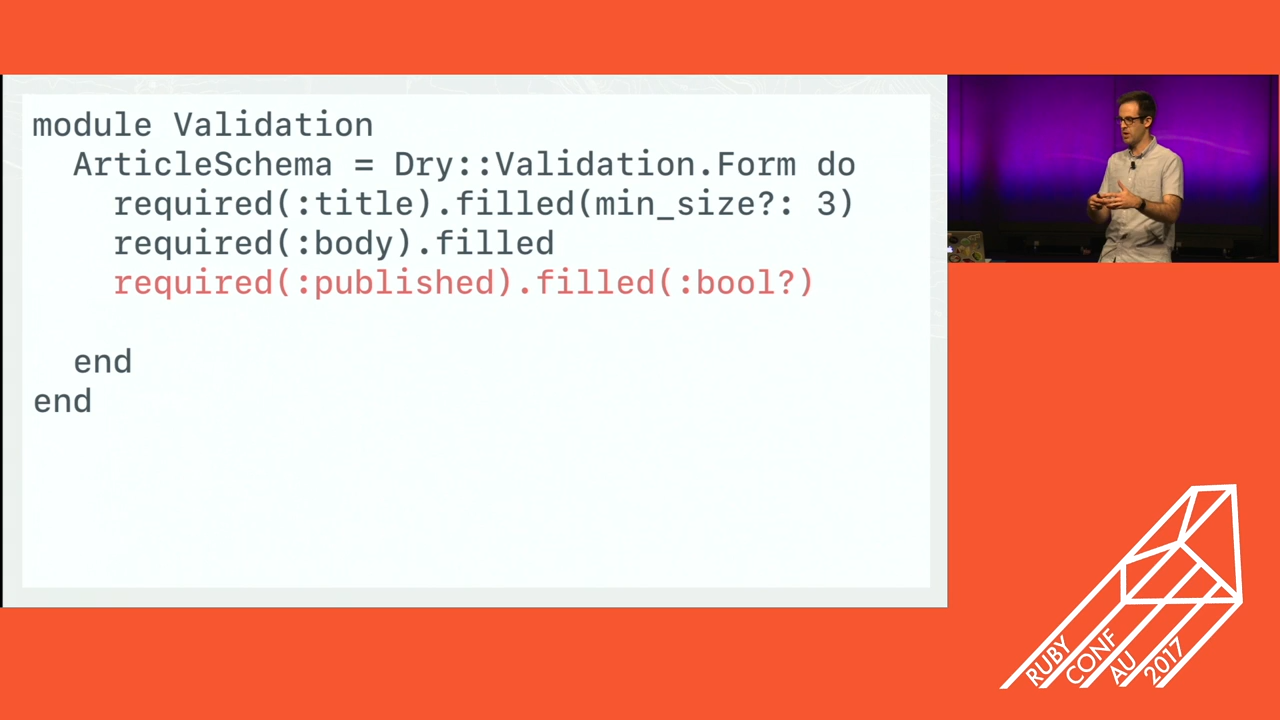 module Validation
  ArticleSchema = Dry::Validation.Form do
    required(:title).filled(min_size?: 3)
    required(:body).filled
    required(:published).filled(:bool?)
  end
end
RUBY
CONF
AU
2017